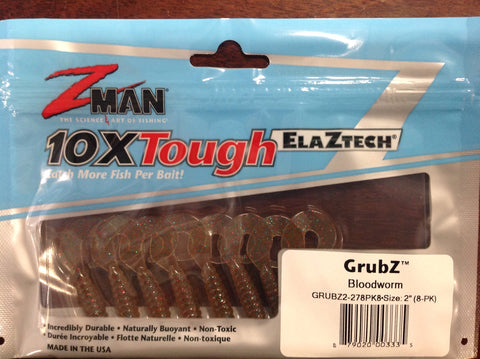 ZMAN
THE SCIENCE & ART OF FISHING
10XTough ELAZTECH®
Catch More Fish Per Bait!
GrubZ™
Bloodworm
GRUBZ2-278PK8•Size: 2" (8-PK)
Incredibly Durable • Naturally Buoyant • Non-Toxic
Durée Incroyable • Flotte Naturelle • Non-toxique
MADE IN THE USA